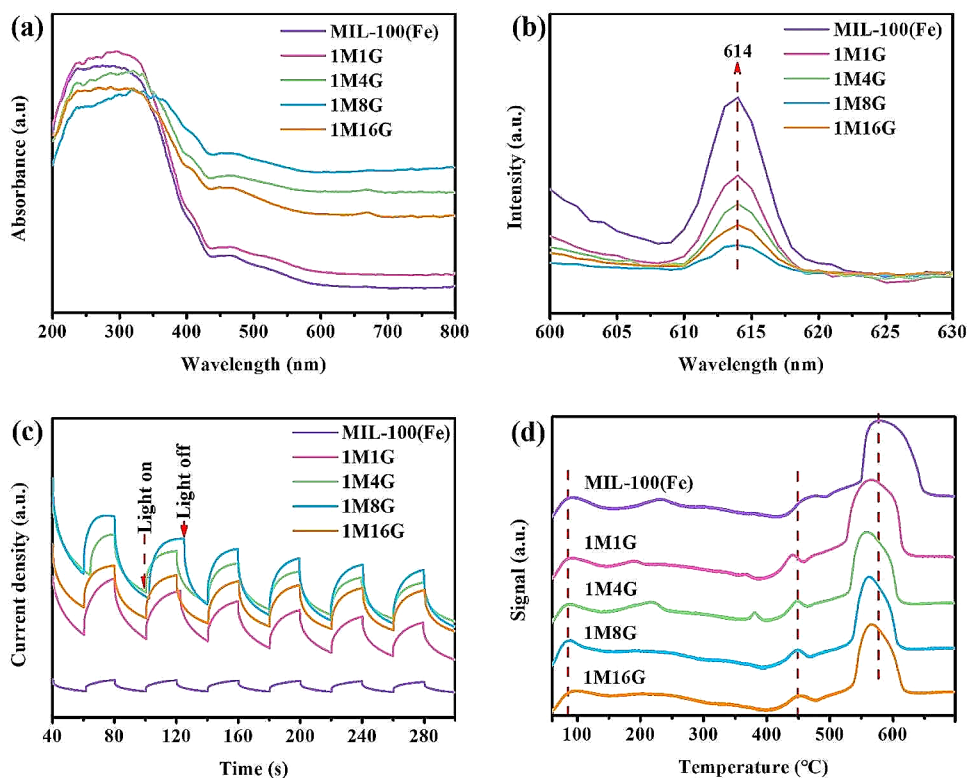 (a)
MIL-100(Fe)
1M1G
1M4G
1M8G
1M16G
Absorbance (a.u)
200 300 400 500 600 700 800
Wavelength (nm)
(b)
614
MIL-100(Fe)
1M1G
1M4G
1M8G
1M16G
Intensity (a.u.)
600 605 610 615 620 625 630
Wavelength (nm)
(c)
Light on
Light off
MIL-100(Fe)
1M1G
1M4G
1M8G
1M16G
Current density (a.u.)
40 80 120 160 200 240 280
Time (s)
(d)
MIL-100(Fe)
1M1G
1M4G
1M8G
1M16G
Signal (a.u.)
100 200 300 400 500 600
Temperature (°C)